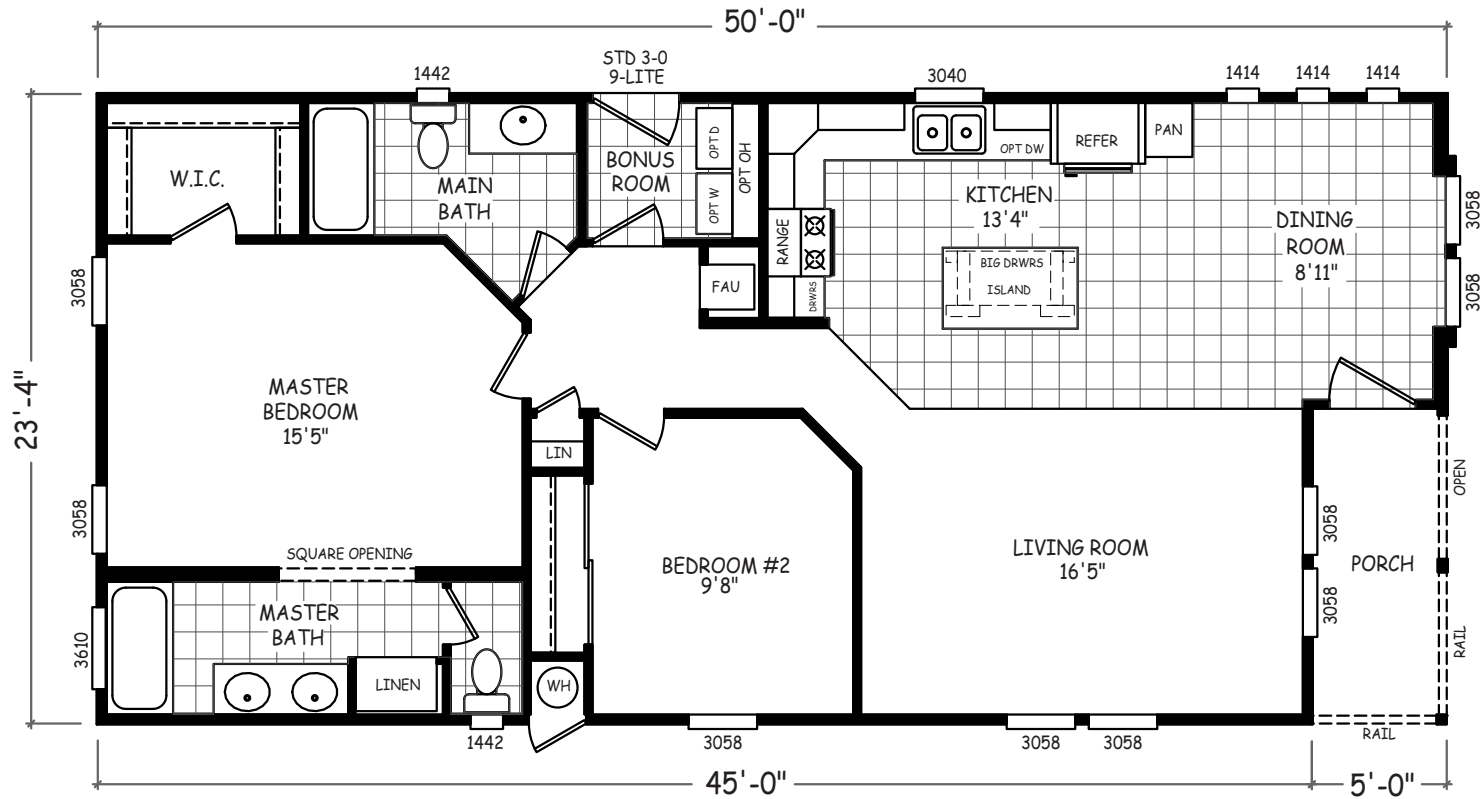 50'-0"
STD 3-0
9-LITE
1442
3040
1414
1414
1414
W.I.C.
MAIN
BATH
BONUS
ROOM
OPT D
OPT W
OPT OH
OPT DW
REFER
PAN
KITCHEN
13'4"
DINING
ROOM
8'11"
3058
3058
RANGE
DRWRS
BIG DRWRS
ISLAND
FAU
3058
23'-4"
MASTER
BEDROOM
15'5"
LIN
3058
SQUARE OPENING
BEDROOM #2
9'8"
LIVING ROOM
16'5"
3058
3058
PORCH
OPEN
RAIL
3610
MASTER
BATH
LINEN
WH
1442
3058
3058
3058
RAIL
45'-0"
5'-0"